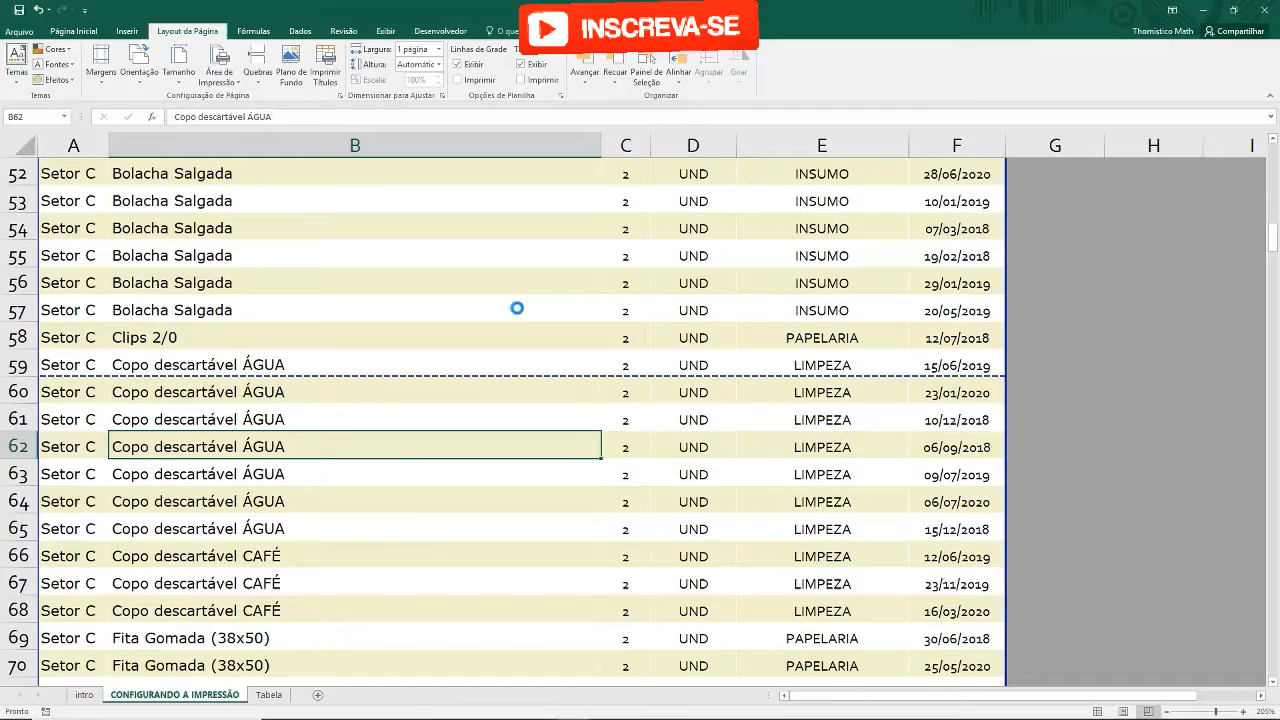 INSCREVA-SE
Thomistico Math
Compartilhar
Arquivo Página Inicial Inserir Layout da Página Fórmulas Dados Revisão Exibir Desenvolvedor O que
Cores Largura: 1 página Linhas de Grade
Fontes Altura: Automátic Exibir Exibir
Efeitos Escala: 100% Imprimir Imprimir
Temas Margens Orientação Tamanho Área de Impressão Quebras Plano de Fundo Imprimir Títulos Avançar Recuar Painel de Seleção Alinhar Agrupar Girar
Temas Configuração de Página Dimensionar para Ajustar Opções de Planilha Organizar
B62 fx Copo descartável ÁGUA
A B C D E F G H I
52 Setor C Bolacha Salgada 2 UND INSUMO 28/06/2020
53 Setor C Bolacha Salgada 2 UND INSUMO 10/01/2019
54 Setor C Bolacha Salgada 2 UND INSUMO 07/03/2018
55 Setor C Bolacha Salgada 2 UND INSUMO 19/02/2018
56 Setor C Bolacha Salgada 2 UND INSUMO 29/01/2019
57 Setor C Bolacha Salgada 2 UND INSUMO 20/05/2019
58 Setor C Clips 2/0 2 UND PAPELARIA 12/07/2018
59 Setor C Copo descartável ÁGUA 2 UND LIMPEZA 15/06/2019
60 Setor C Copo descartável ÁGUA 2 UND LIMPEZA 23/01/2020
61 Setor C Copo descartável ÁGUA 2 UND LIMPEZA 10/12/2018
62 Setor C Copo descartável ÁGUA 2 UND LIMPEZA 06/09/2018
63 Setor C Copo descartável ÁGUA 2 UND LIMPEZA 09/07/2019
64 Setor C Copo descartável ÁGUA 2 UND LIMPEZA 06/07/2020
65 Setor C Copo descartável ÁGUA 2 UND LIMPEZA 15/12/2018
66 Setor C Copo descartável CAFÉ 2 UND LIMPEZA 12/06/2019
67 Setor C Copo descartável CAFÉ 2 UND LIMPEZA 23/11/2019
68 Setor C Copo descartável CAFÉ 2 UND LIMPEZA 16/03/2020
69 Setor C Fita Gomada (38x50) 2 UND PAPELARIA 30/06/2018
70 Setor C Fita Gomada (38x50) 2 UND PAPELARIA 25/05/2020
intro CONFIGURANDO A IMPRESSÃO Tabela
Pronto 205%